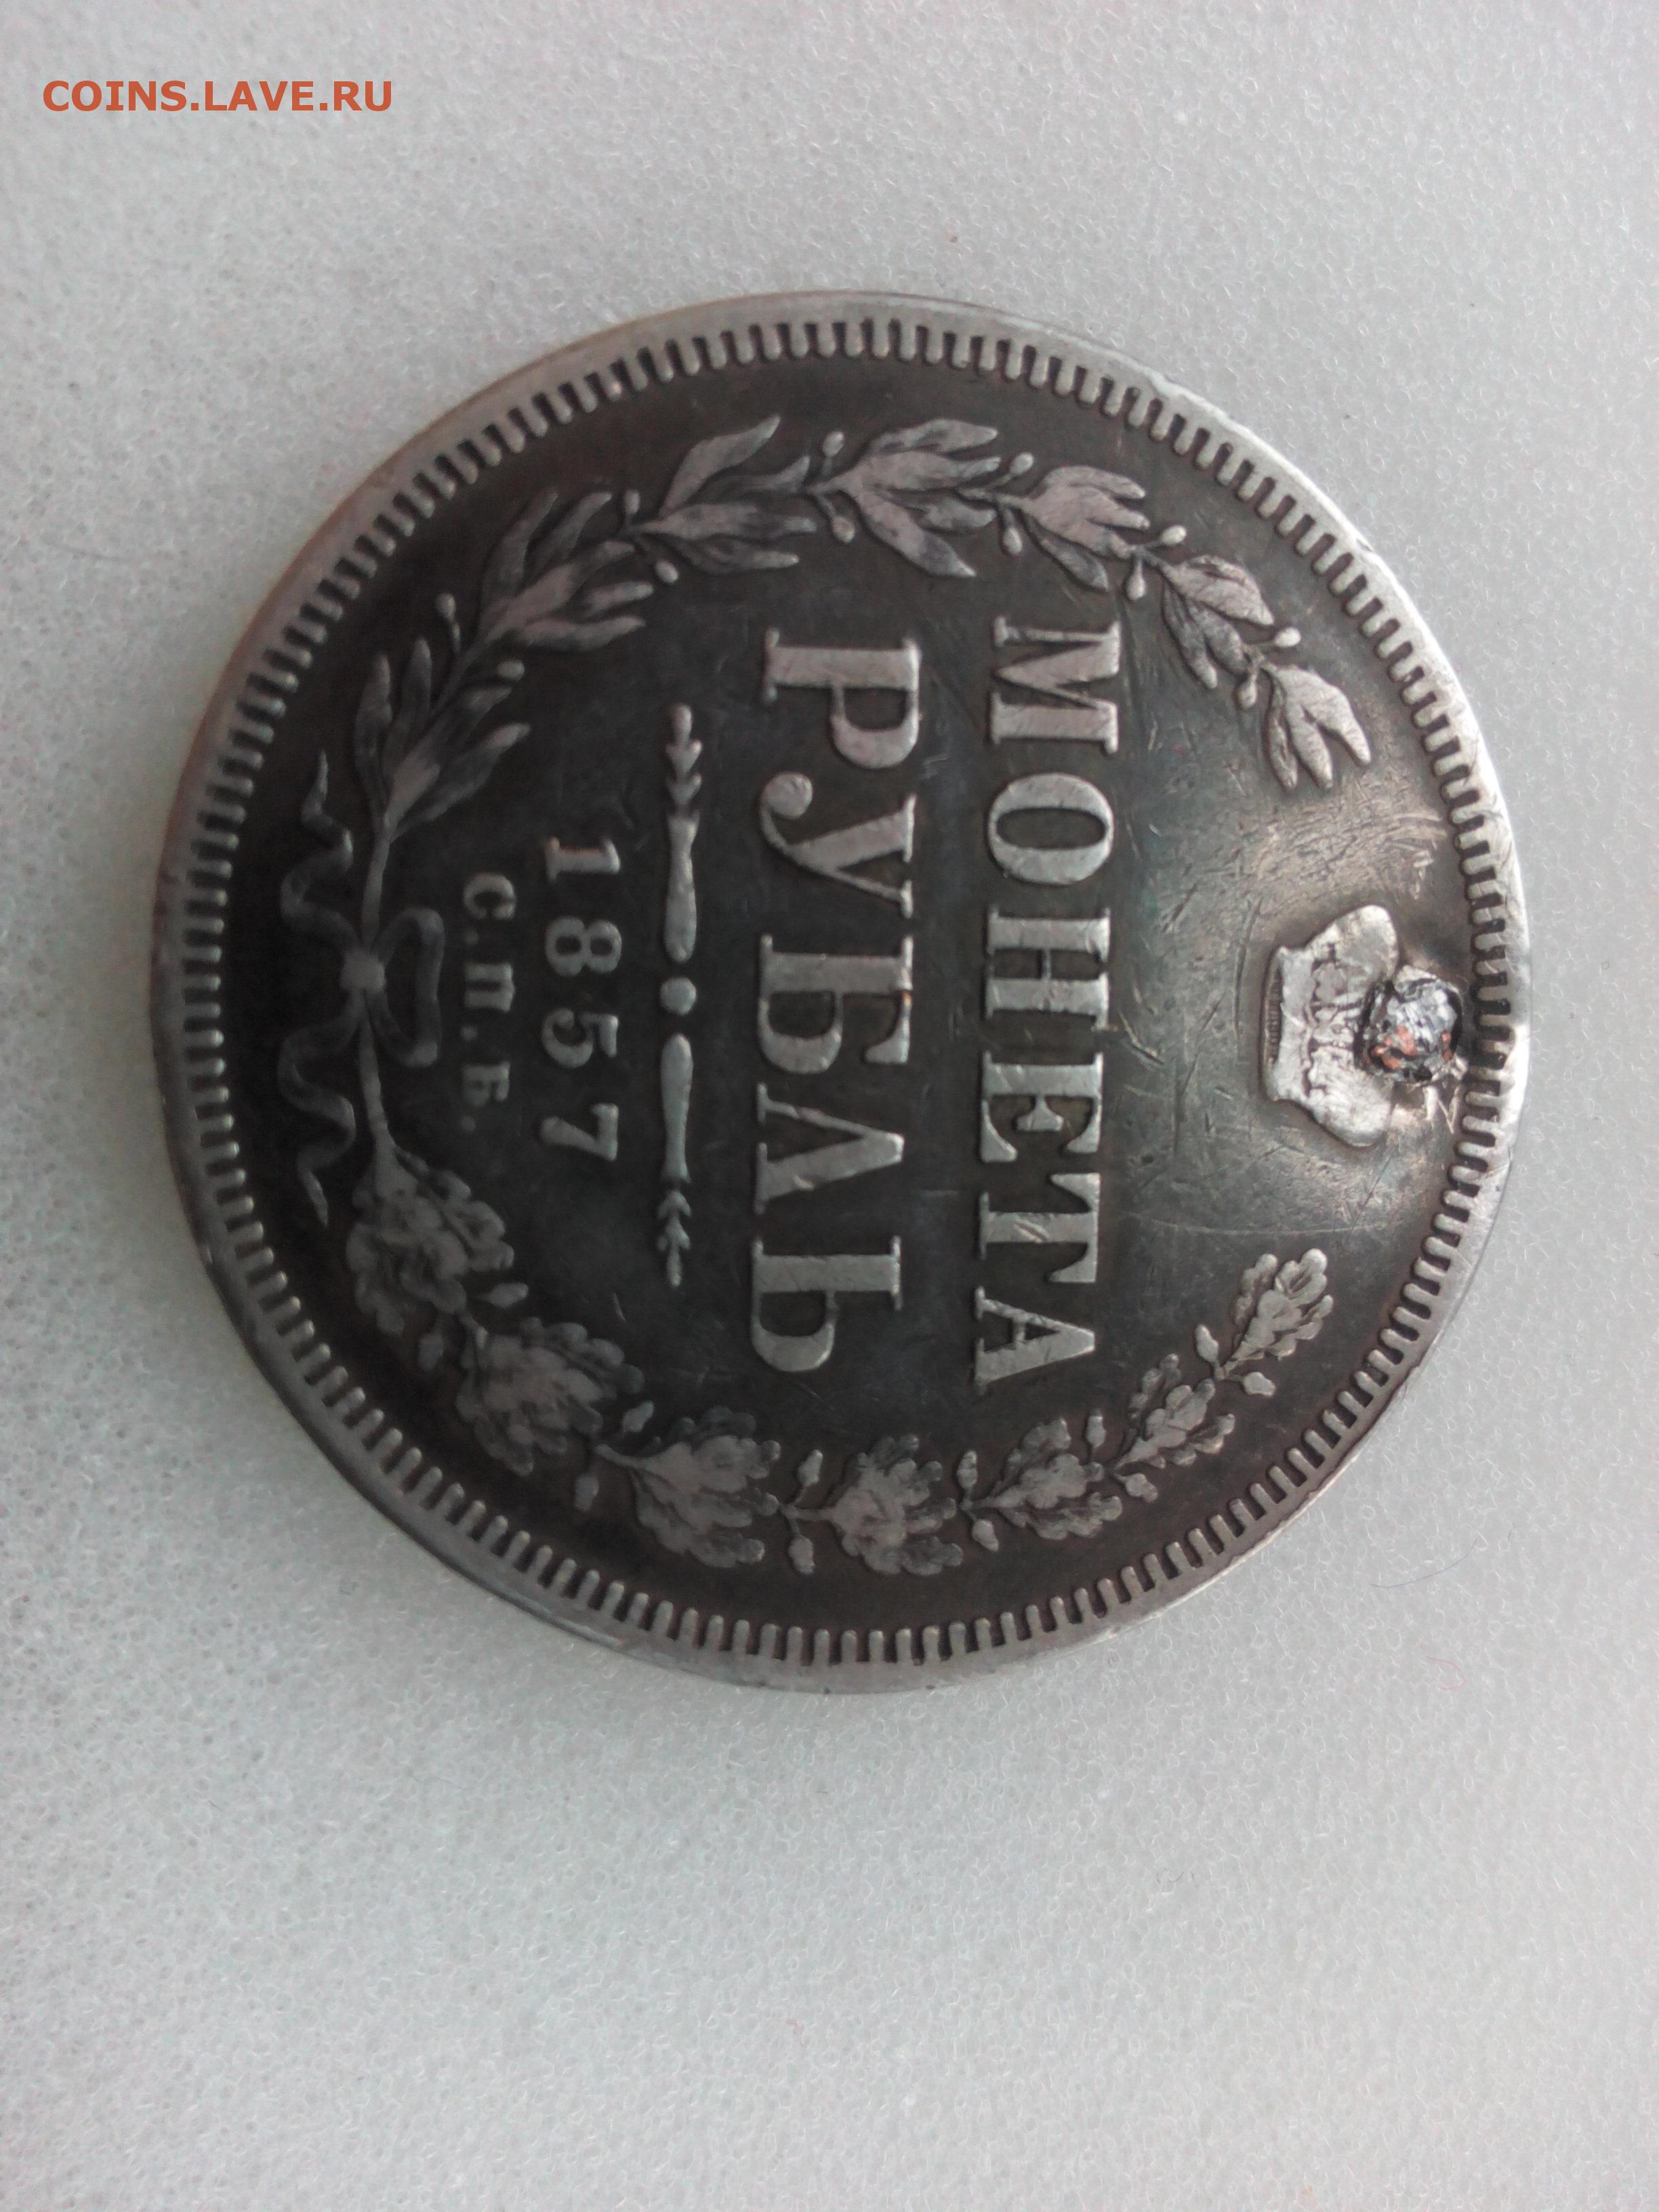 COINS.LAVE.RU
МОНЕТА
РУБЛЬ
1857
С.П.Б.